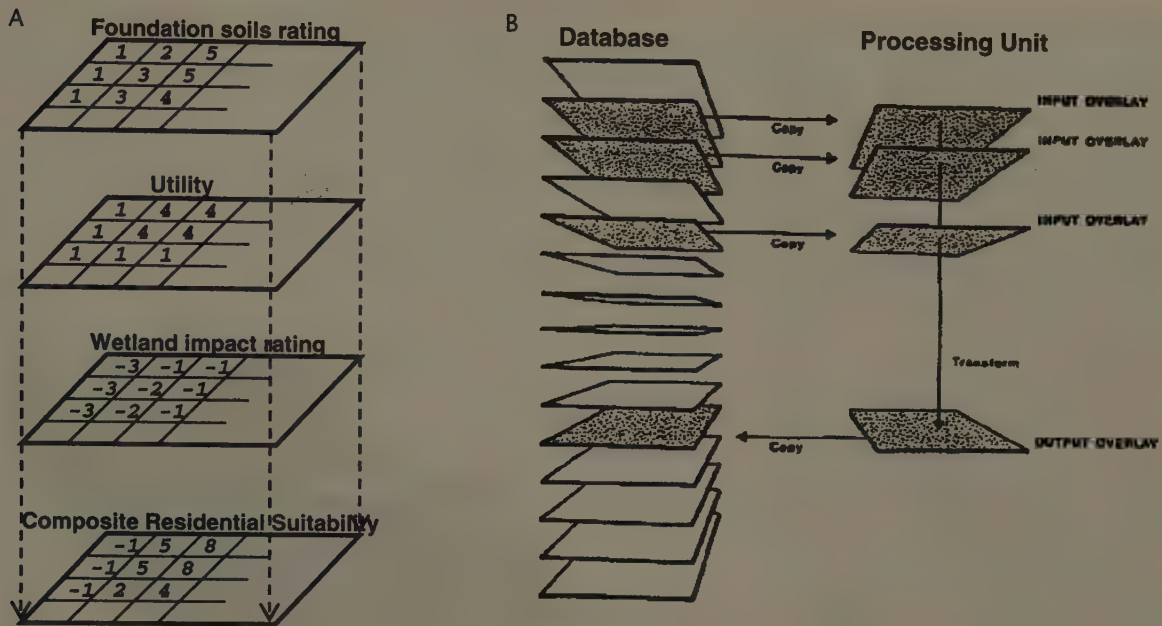 A
Foundation soils rating
1 2 5
1 3 5
1 3 4
Utility
1 4 4
1 4 4
1 1 1
Wetland impact rating
-3 -1 -1
-3 -2 -1
-3 -2 -1
Composite Residential Suitability
-1 5 8
-1 5 8
-1 2 4
B
Database
Processing Unit
Copy
INPUT OVERLAY
Copy
INPUT OVERLAY
Copy
INPUT OVERLAY
Transform
Copy
OUTPUT OVERLAY